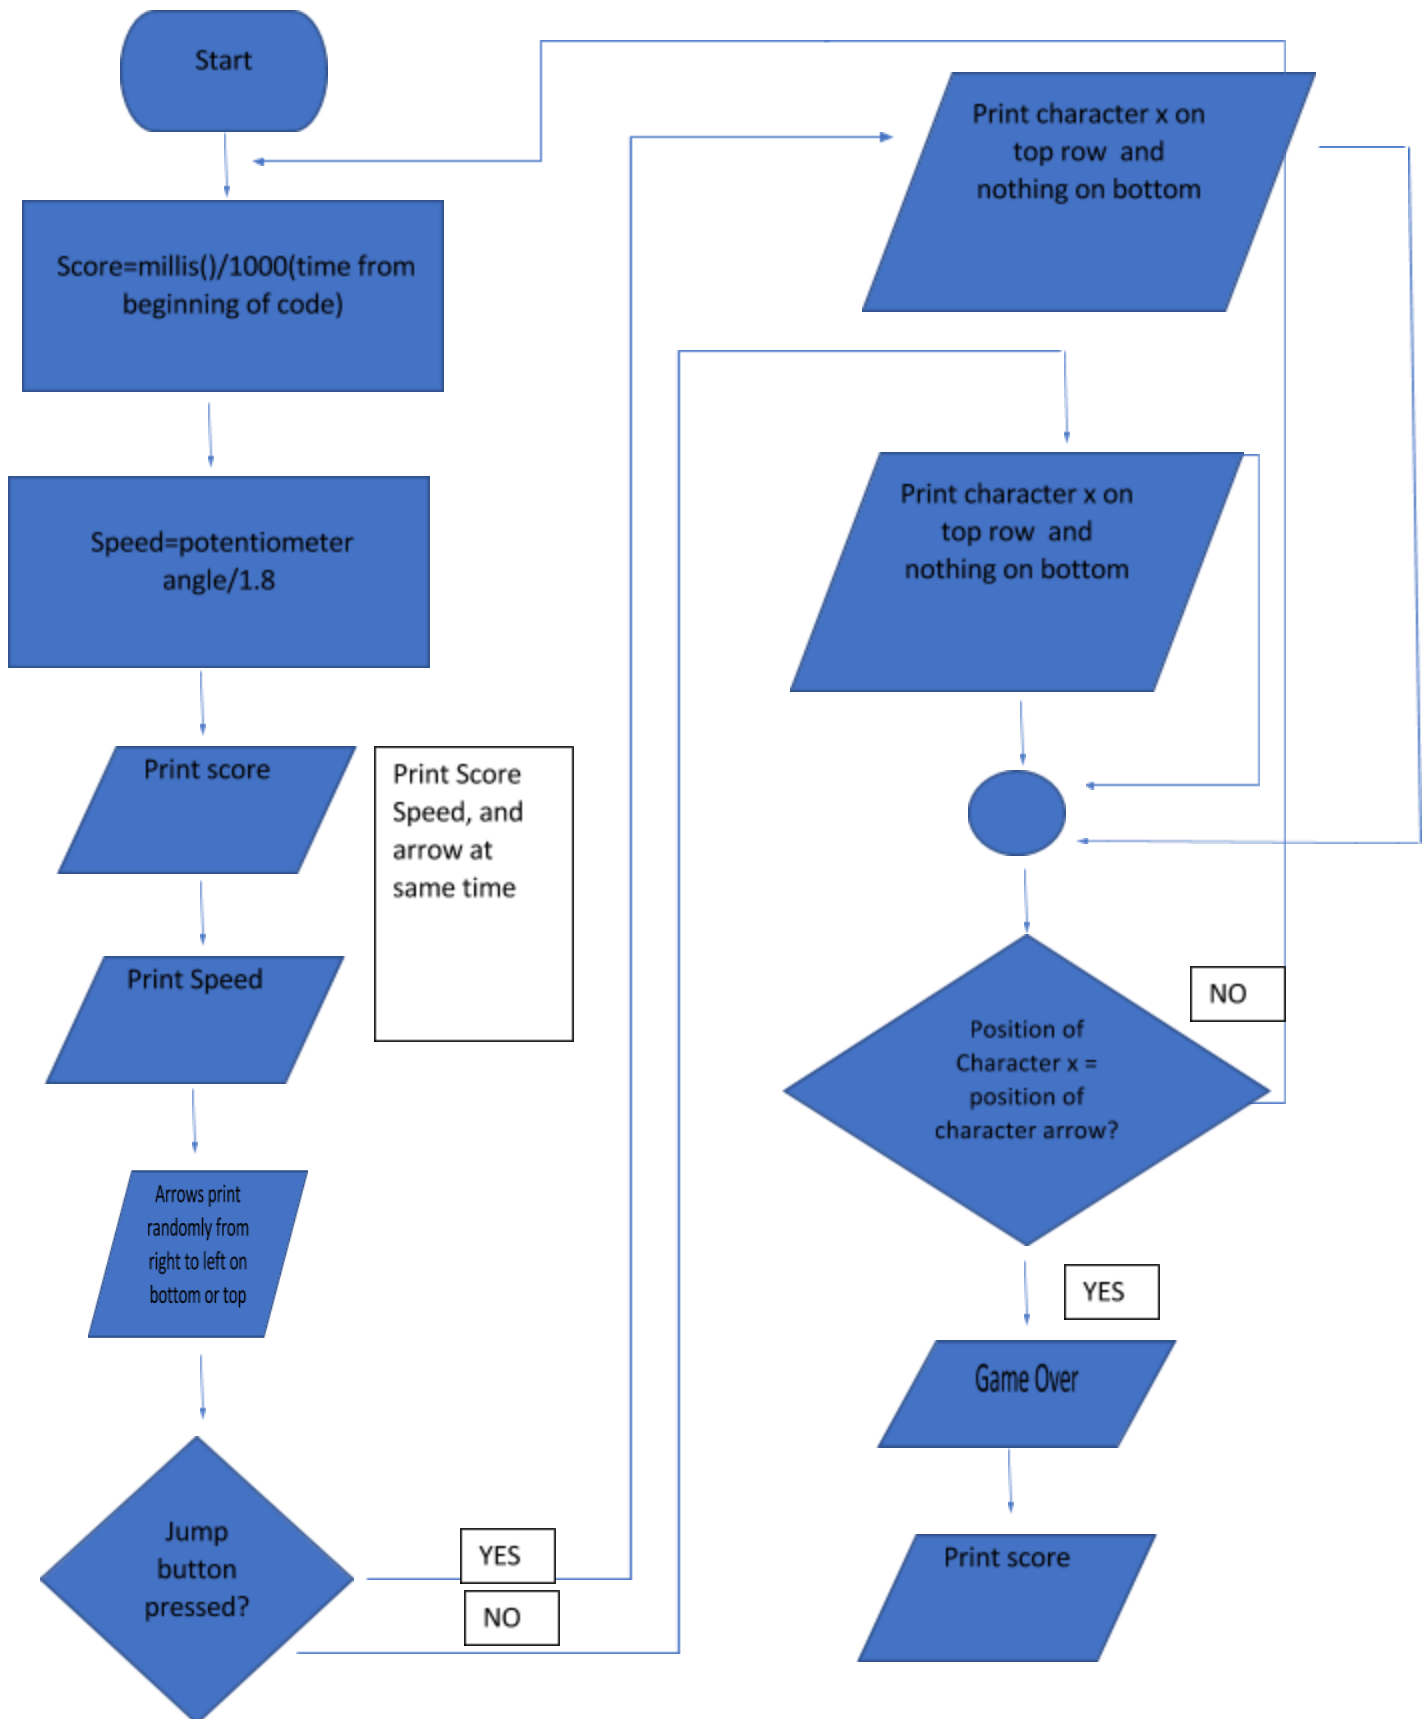 Start
Score=millis()/1000(time from
beginning of code)
Speed=potentiometer
angle/1.8
Print score
Print Score
Speed, and
arrow at
same time
Print Speed
Arrows print
randomly from
right to left on
bottom or top
Jump
button
pressed?
YES
NO
Print character x on
top row and
nothing on bottom
Print character x on
top row and
nothing on bottom
NO
Position of
Character x =
position of
character arrow?
YES
Game Over
Print score